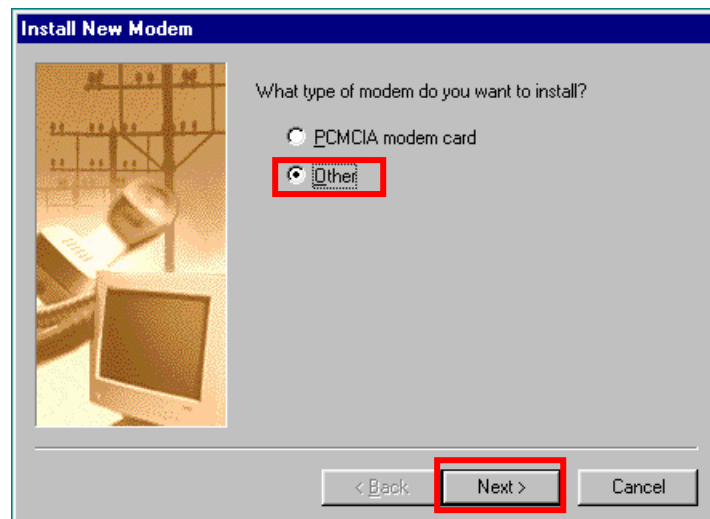 Install New Modem
What type of modem do you want to install?
PCMCIA modem card
Other
< Back Next > Cancel